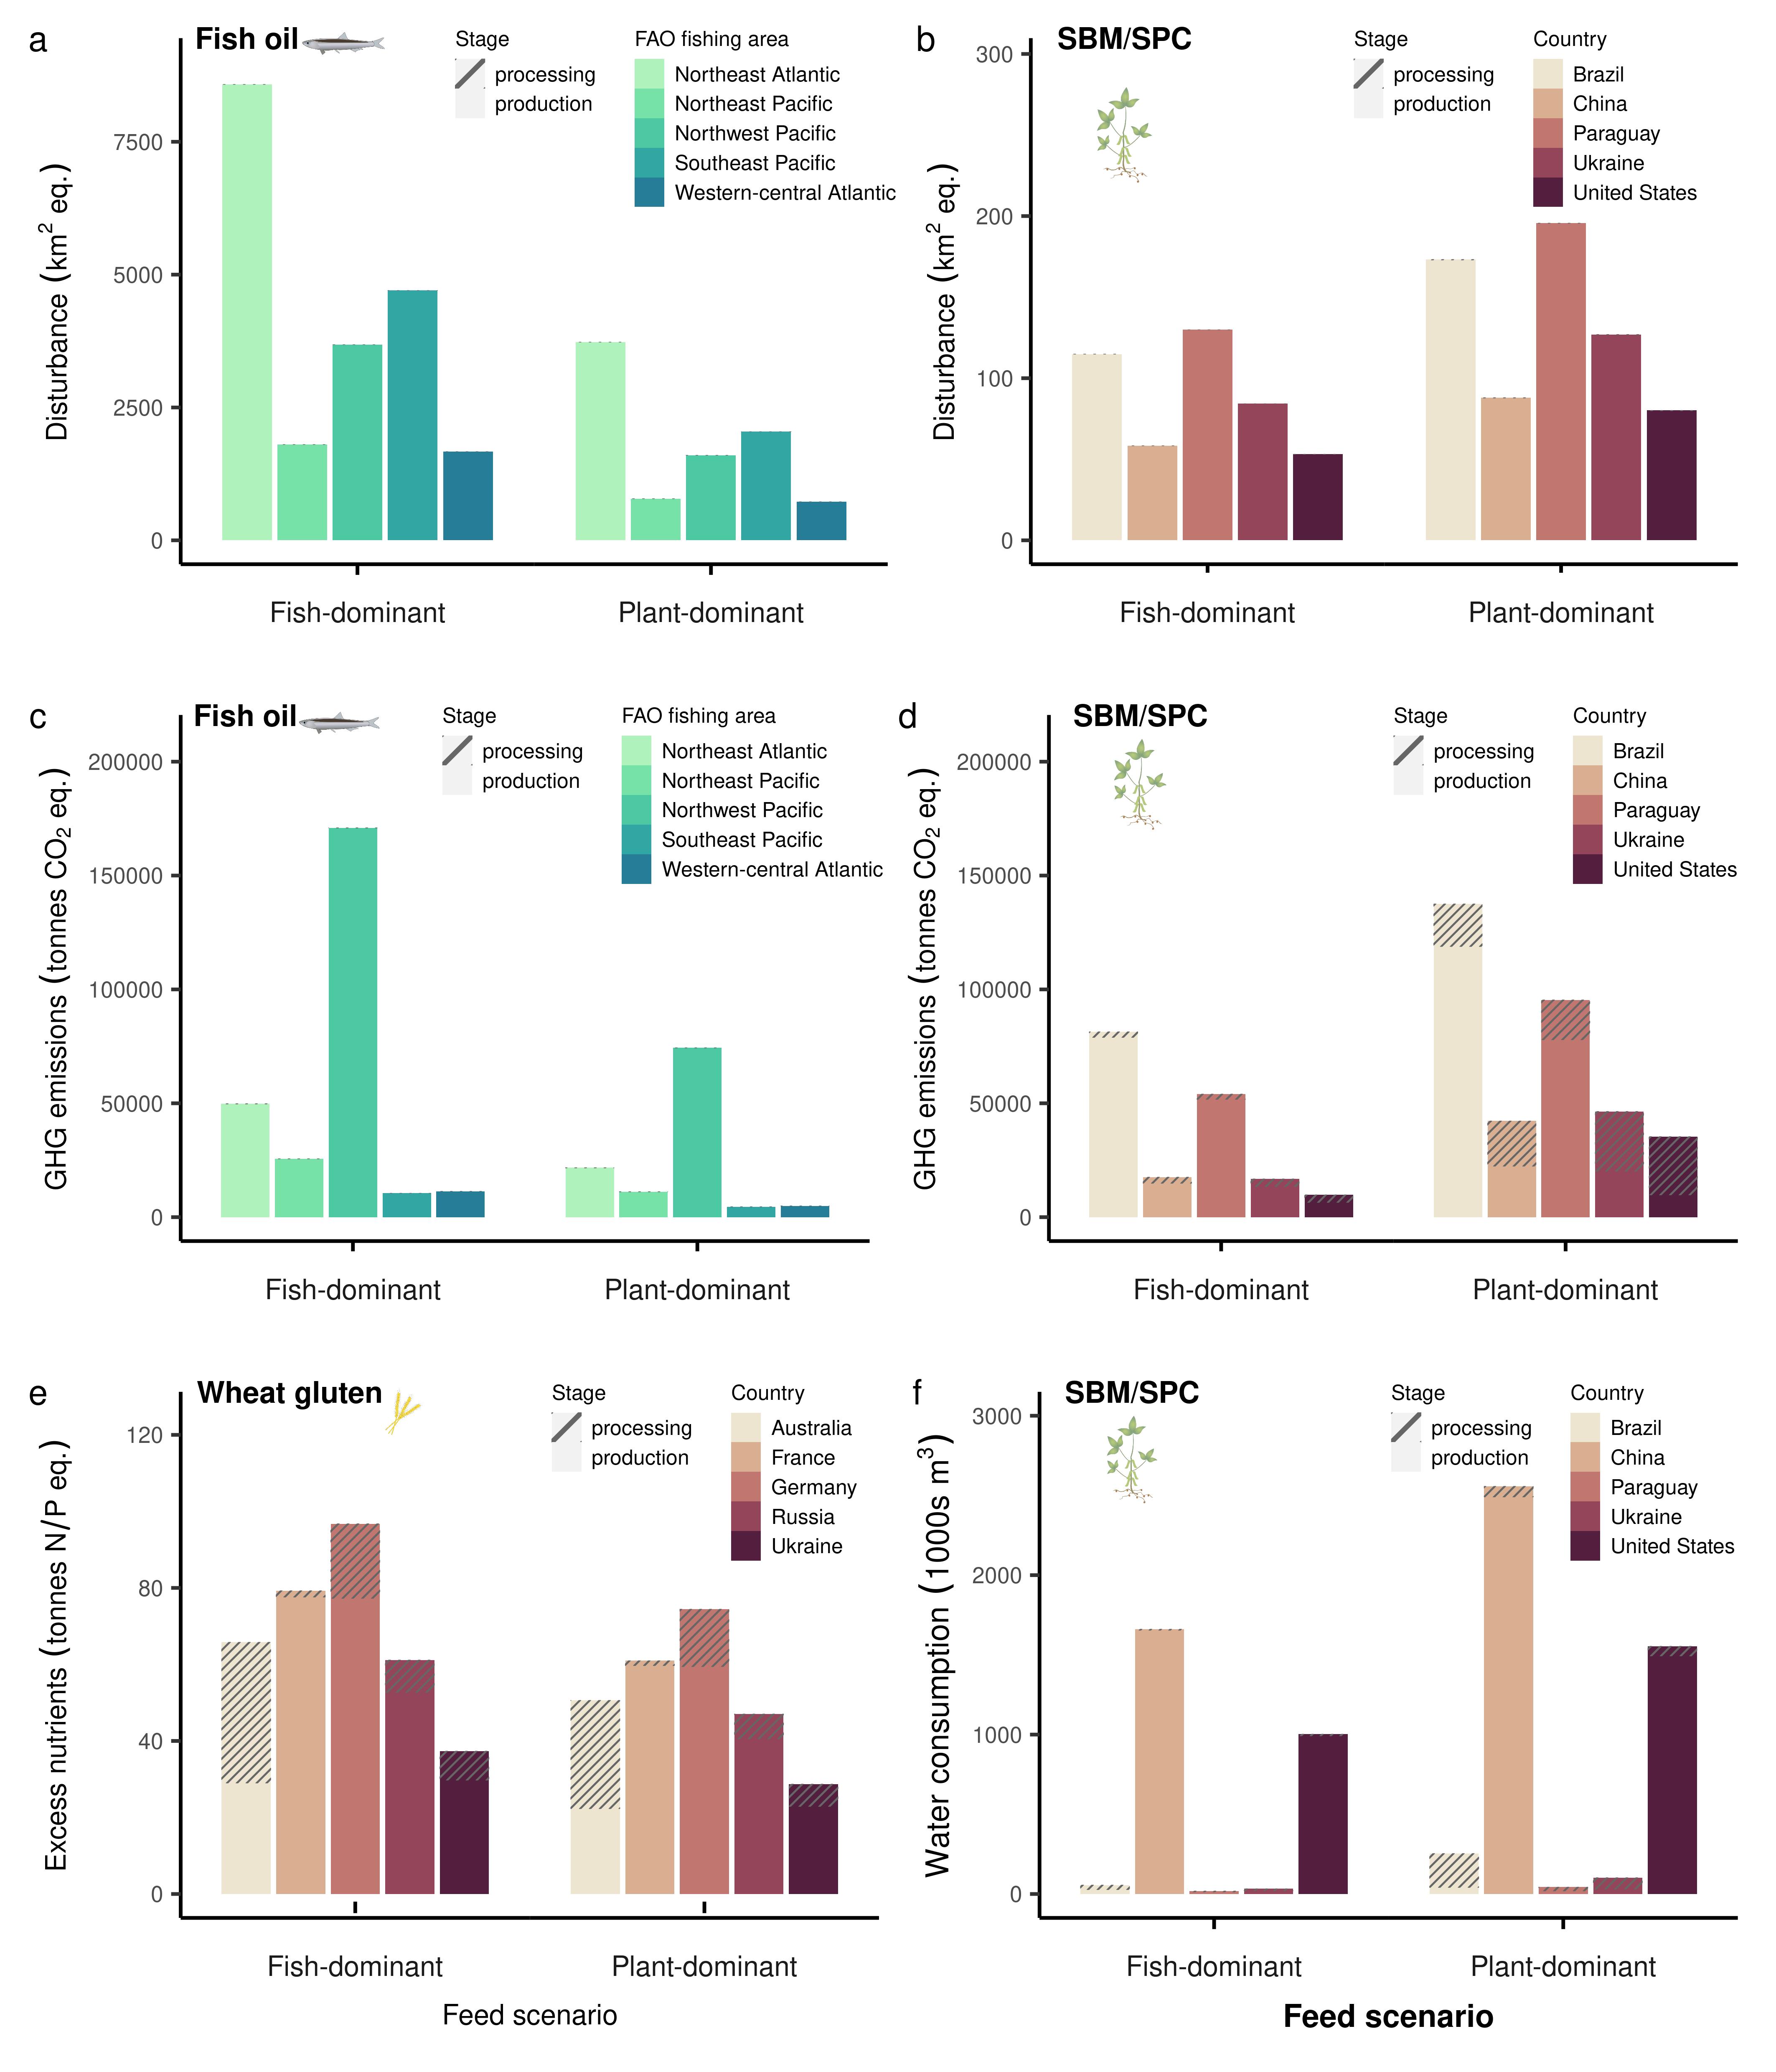 a
Fish oil
Stage
processing
production
FAO fishing area
Northeast Atlantic
Northeast Pacific
Northwest Pacific
Southeast Pacific
Western-central Atlantic
Disturbance (km² eq.)
7500
5000
2500
0
Fish-dominant
Plant-dominant
b
SBM/SPC
Stage
processing
production
Country
Brazil
China
Paraguay
Ukraine
United States
Disturbance (km² eq.)
300
200
100
0
Fish-dominant
Plant-dominant
c
Fish oil
Stage
processing
production
FAO fishing area
Northeast Atlantic
Northeast Pacific
Northwest Pacific
Southeast Pacific
Western-central Atlantic
GHG emissions (tonnes CO₂ eq.)
200000
150000
100000
50000
0
Fish-dominant
Plant-dominant
d
SBM/SPC
Stage
processing
production
Country
Brazil
China
Paraguay
Ukraine
United States
GHG emissions (tonnes CO₂ eq.)
200000
150000
100000
50000
0
Fish-dominant
Plant-dominant
e
Wheat gluten
Stage
processing
production
Country
Australia
France
Germany
Russia
Ukraine
Excess nutrients (tonnes N/P eq.)
120
80
40
0
Fish-dominant
Plant-dominant
Feed scenario
f
SBM/SPC
Stage
processing
production
Country
Brazil
China
Paraguay
Ukraine
United States
Water consumption (1000s m³)
3000
2000
1000
0
Fish-dominant
Plant-dominant
Feed scenario